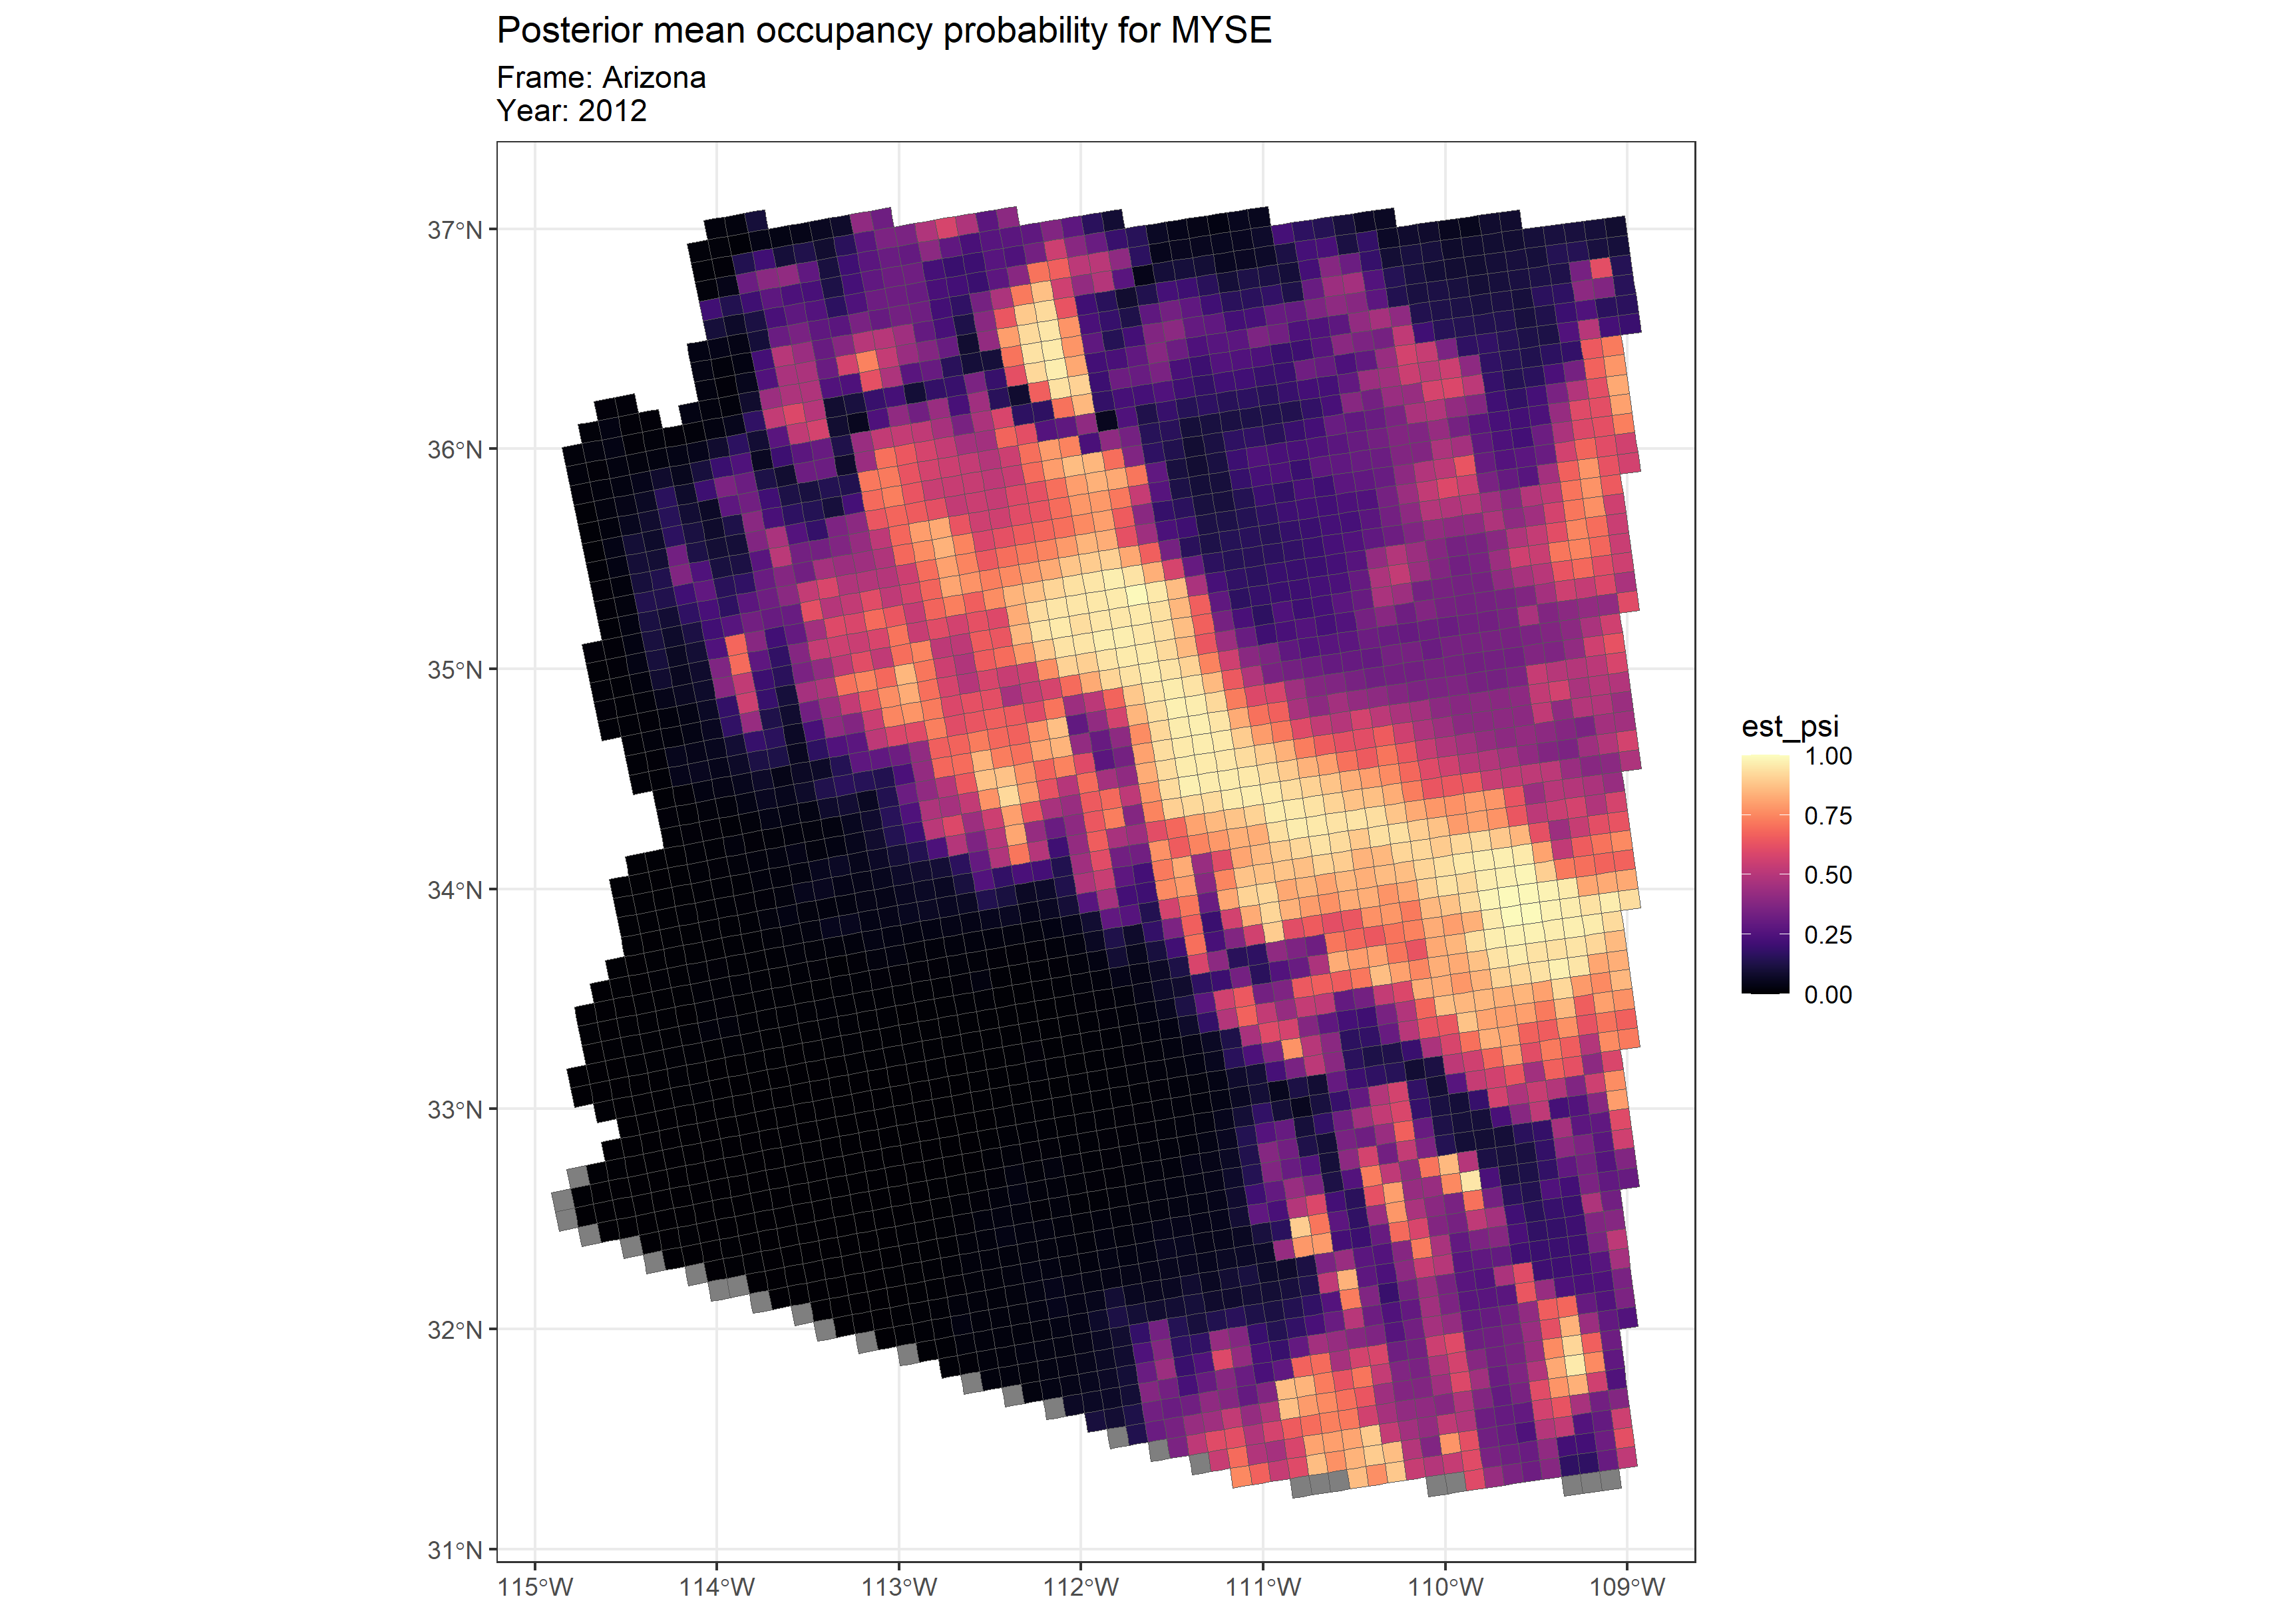 Posterior mean occupancy probability for MYSE
Frame: Arizona
Year: 2012
37°N
36°N
35°N
34°N
33°N
32°N
31°N
115°W
114°W
113°W
112°W
111°W
110°W
109°W
est_psi
1.00
0.75
0.50
0.25
0.00